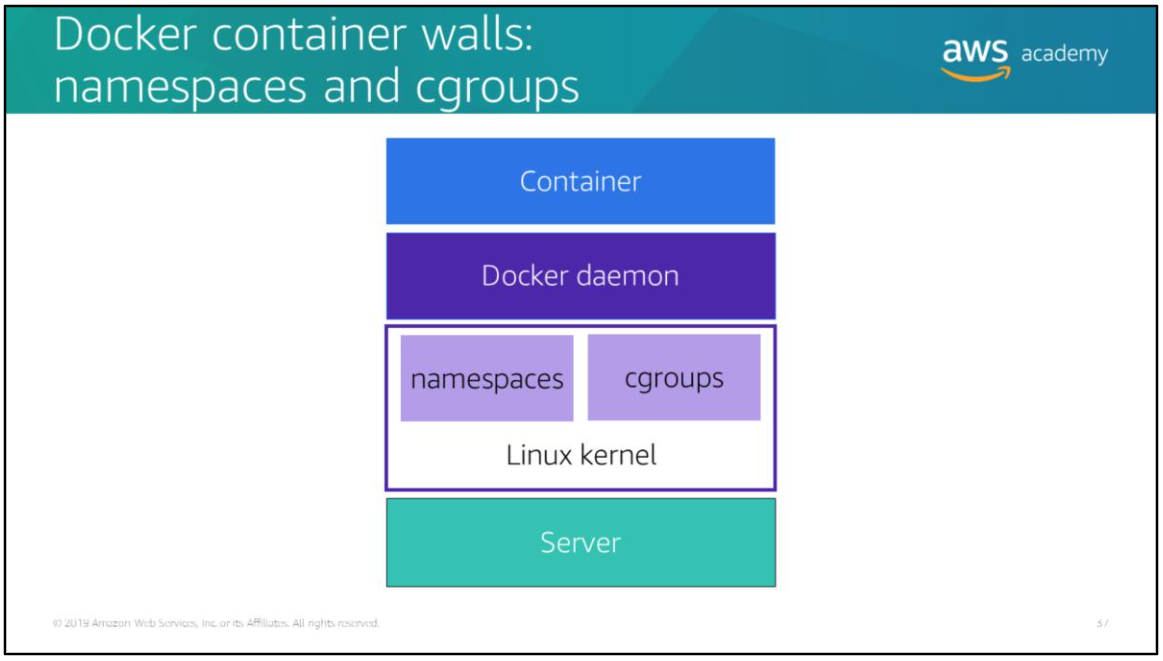 Docker container walls:
namespaces and cgroups
aws academy
Container
Docker daemon
namespaces
cgroups
Linux kernel
Server
© 2019 Amazon Web Services, Inc. or its Affiliates. All rights reserved.
37